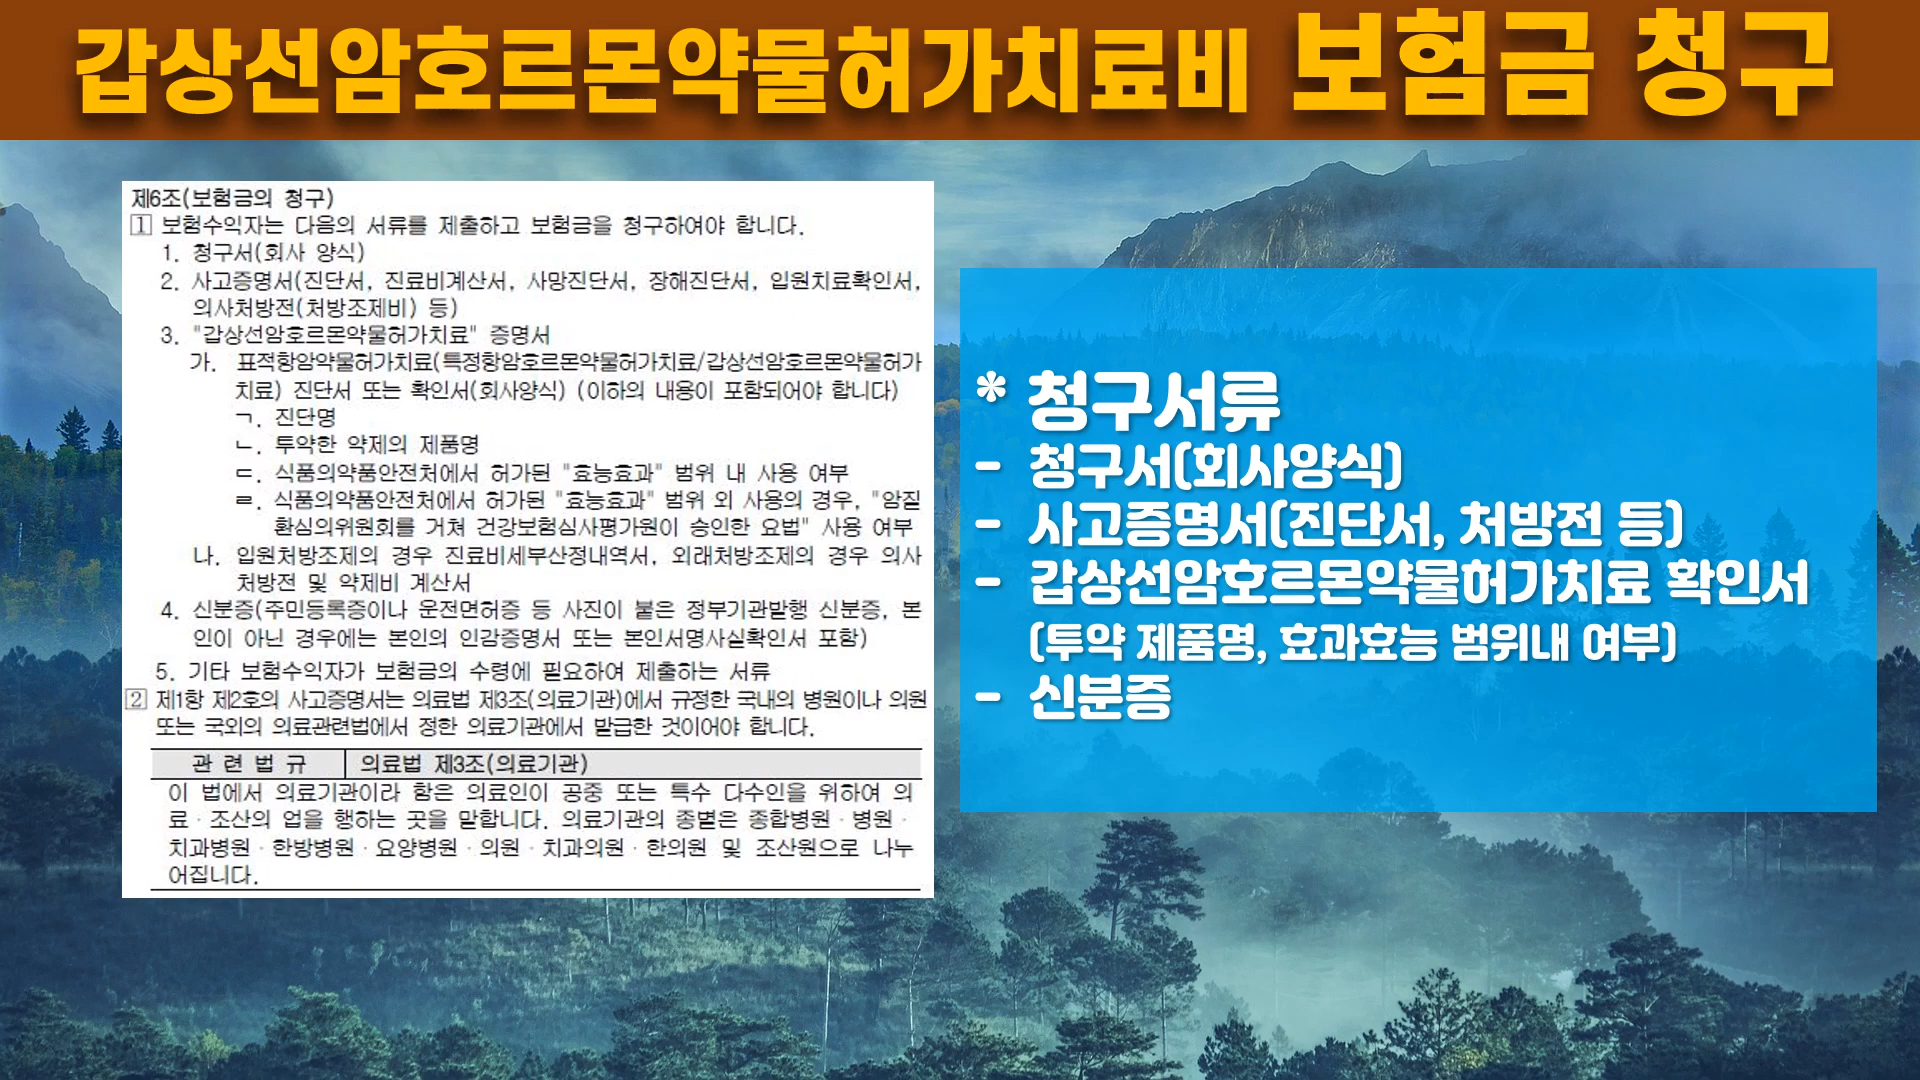 갑상선암호르몬약물허가치료비 보험금 청구
제6조(보험금의 청구)
1 보험수익자는 다음의 서류를 제출하고 보험금을 청구하여야 합니다.
1. 청구서(회사 양식)
2. 사고증명서(진단서, 진료비계산서, 사망진단서, 장해진단서, 입원치료확인서,
의사처방전(처방조제비) 등)
3. "갑상선암호르몬약물허가치료" 증명서
가. 표적항암약물허가치료(특정항암호르몬약물허가치료/갑상선암호르몬약물허가
치료) 진단서 또는 확인서(회사양식) (이하의 내용이 포함되어야 합니다)
ㄱ. 진단명
ㄴ. 투약한 약제의 제품명
ㄷ. 식품의약품안전처에서 허가된 "효능효과" 범위 내 사용 여부
ㄹ. 식품의약품안전처에서 허가된 "효능효과" 범위 외 사용의 경우, "암질
환심의위원회를 거쳐 건강보험심사평가원이 승인한 요법" 사용 여부
나. 입원처방조제의 경우 진료비세부산정내역서, 외래처방조제의 경우 의사
처방전 및 약제비 계산서
4. 신분증(주민등록증이나 운전면허증 등 사진이 붙은 정부기관발행 신분증, 본
인이 아닌 경우에는 본인의 인감증명서 또는 본인서명사실확인서 포함)
5. 기타 보험수익자가 보험금의 수령에 필요하여 제출하는 서류
2 제1항 제2호의 사고증명서는 의료법 제3조(의료기관)에서 규정한 국내의 병원이나 의원
또는 국외의 의료관련법에서 정한 의료기관에서 발급한 것이어야 합니다.
관 련 법 규 의료법 제3조(의료기관)
이 법에서 의료기관이라 함은 의료인이 공중 또는 특수 다수인을 위하여 의
료·조산의 업을 행하는 곳을 말합니다. 의료기관의 종별은 종합병원·병원·
치과병원·한방병원·요양병원·의원·치과의원·한의원 및 조산원으로 나누
어집니다.
* 청구서류
- 청구서(회사양식)
- 사고증명서(진단서, 처방전 등)
- 갑상선암호르몬약물허가치료 확인서
(투약 제품명, 효과효능 범위내 여부)
- 신분증